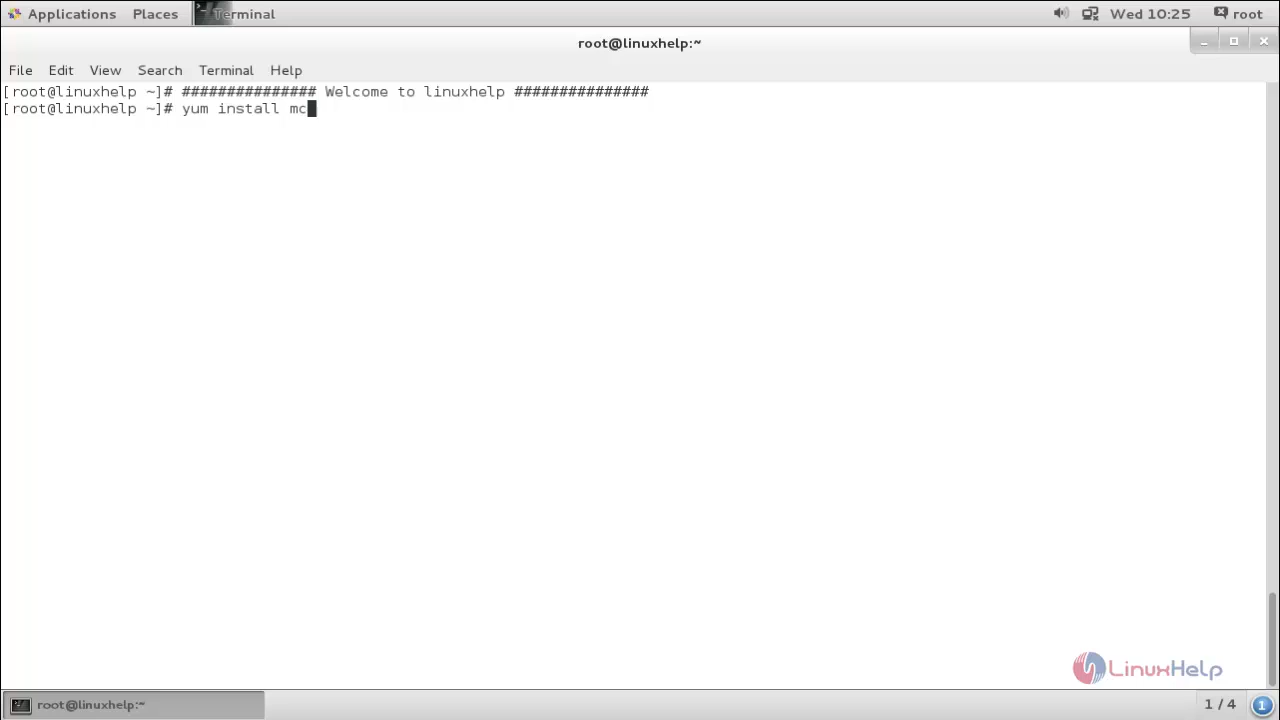 Applications Places Terminal Wed 10:25 root
root@linuxhelp:~
File Edit View Search Terminal Help
[root@linuxhelp ~]# ############### Welcome to linuxhelp ###############
[root@linuxhelp ~]# yum install mc
LinuxHelp
root@linuxhelp:~ 1 / 4 1